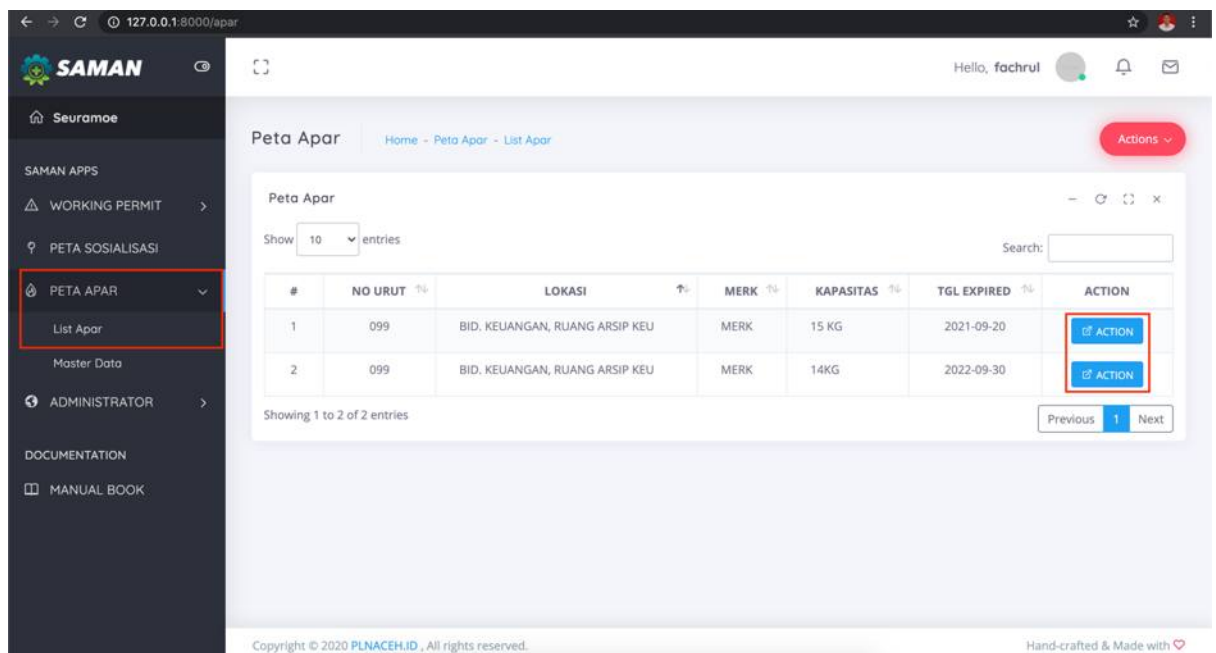 127.0.0.1:8000/apar
SAMAN
Hello, fachrul
Seuramoe
Peta Apar
Home - Peta Apar - List Apar
Actions
SAMAN APPS
WORKING PERMIT
PETA SOSIALISASI
PETA APAR
List Apar
Master Data
ADMINISTRATOR
DOCUMENTATION
MANUAL BOOK
Peta Apar
Show 10 entries
Search:
# NO URUT LOKASI MERK KAPASITAS TGL EXPIRED ACTION
1 099 BID. KEUANGAN, RUANG ARSIP KEU MERK 15 KG 2021-09-20 ACTION
2 099 BID. KEUANGAN, RUANG ARSIP KEU MERK 14KG 2022-09-30 ACTION
Showing 1 to 2 of 2 entries
Previous 1 Next
Copyright © 2020 PLNACEH.ID , All rights reserved.
Hand-crafted & Made with